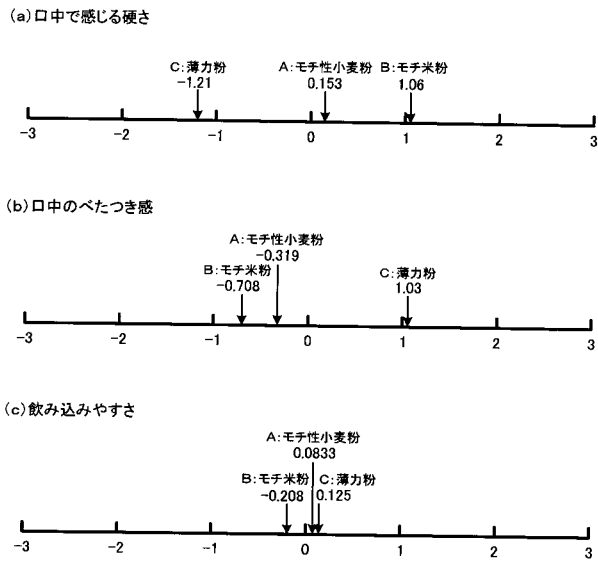 (a)口中で感じる硬さ
C:薄力粉 A:モチ性小麦粉 B:モチ米粉
-1.21 0.153 1.06
-3 -2 -1 0 1 2 3
(b)口中のべたつき感
A:モチ性小麦粉
-0.319
B:モチ米粉 C:薄力粉
-0.708 1.03
-3 -2 -1 0 1 2 3
(c)飲み込みやすさ
A:モチ性小麦粉
0.0833
B:モチ米粉 C:薄力粉
-0.208 0.125
-3 -2 -1 0 1 2 3